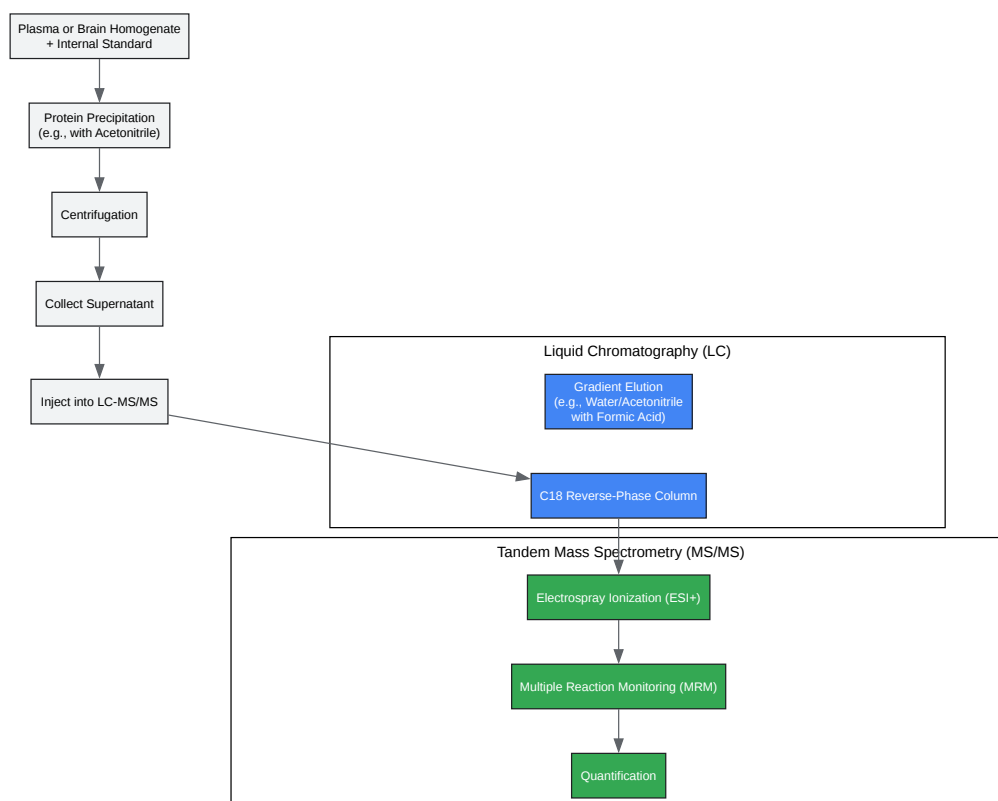 Plasma or Brain Homogenate
+ Internal Standard
Protein Precipitation
(e.g., with Acetonitrile)
Centrifugation
Collect Supernatant
Inject into LC-MS/MS
Liquid Chromatography (LC)
Gradient Elution
(e.g., Water/Acetonitrile
with Formic Acid)
C18 Reverse-Phase Column
Tandem Mass Spectrometry (MS/MS)
Electrospray Ionization (ESI+)
Multiple Reaction Monitoring (MRM)
Quantification